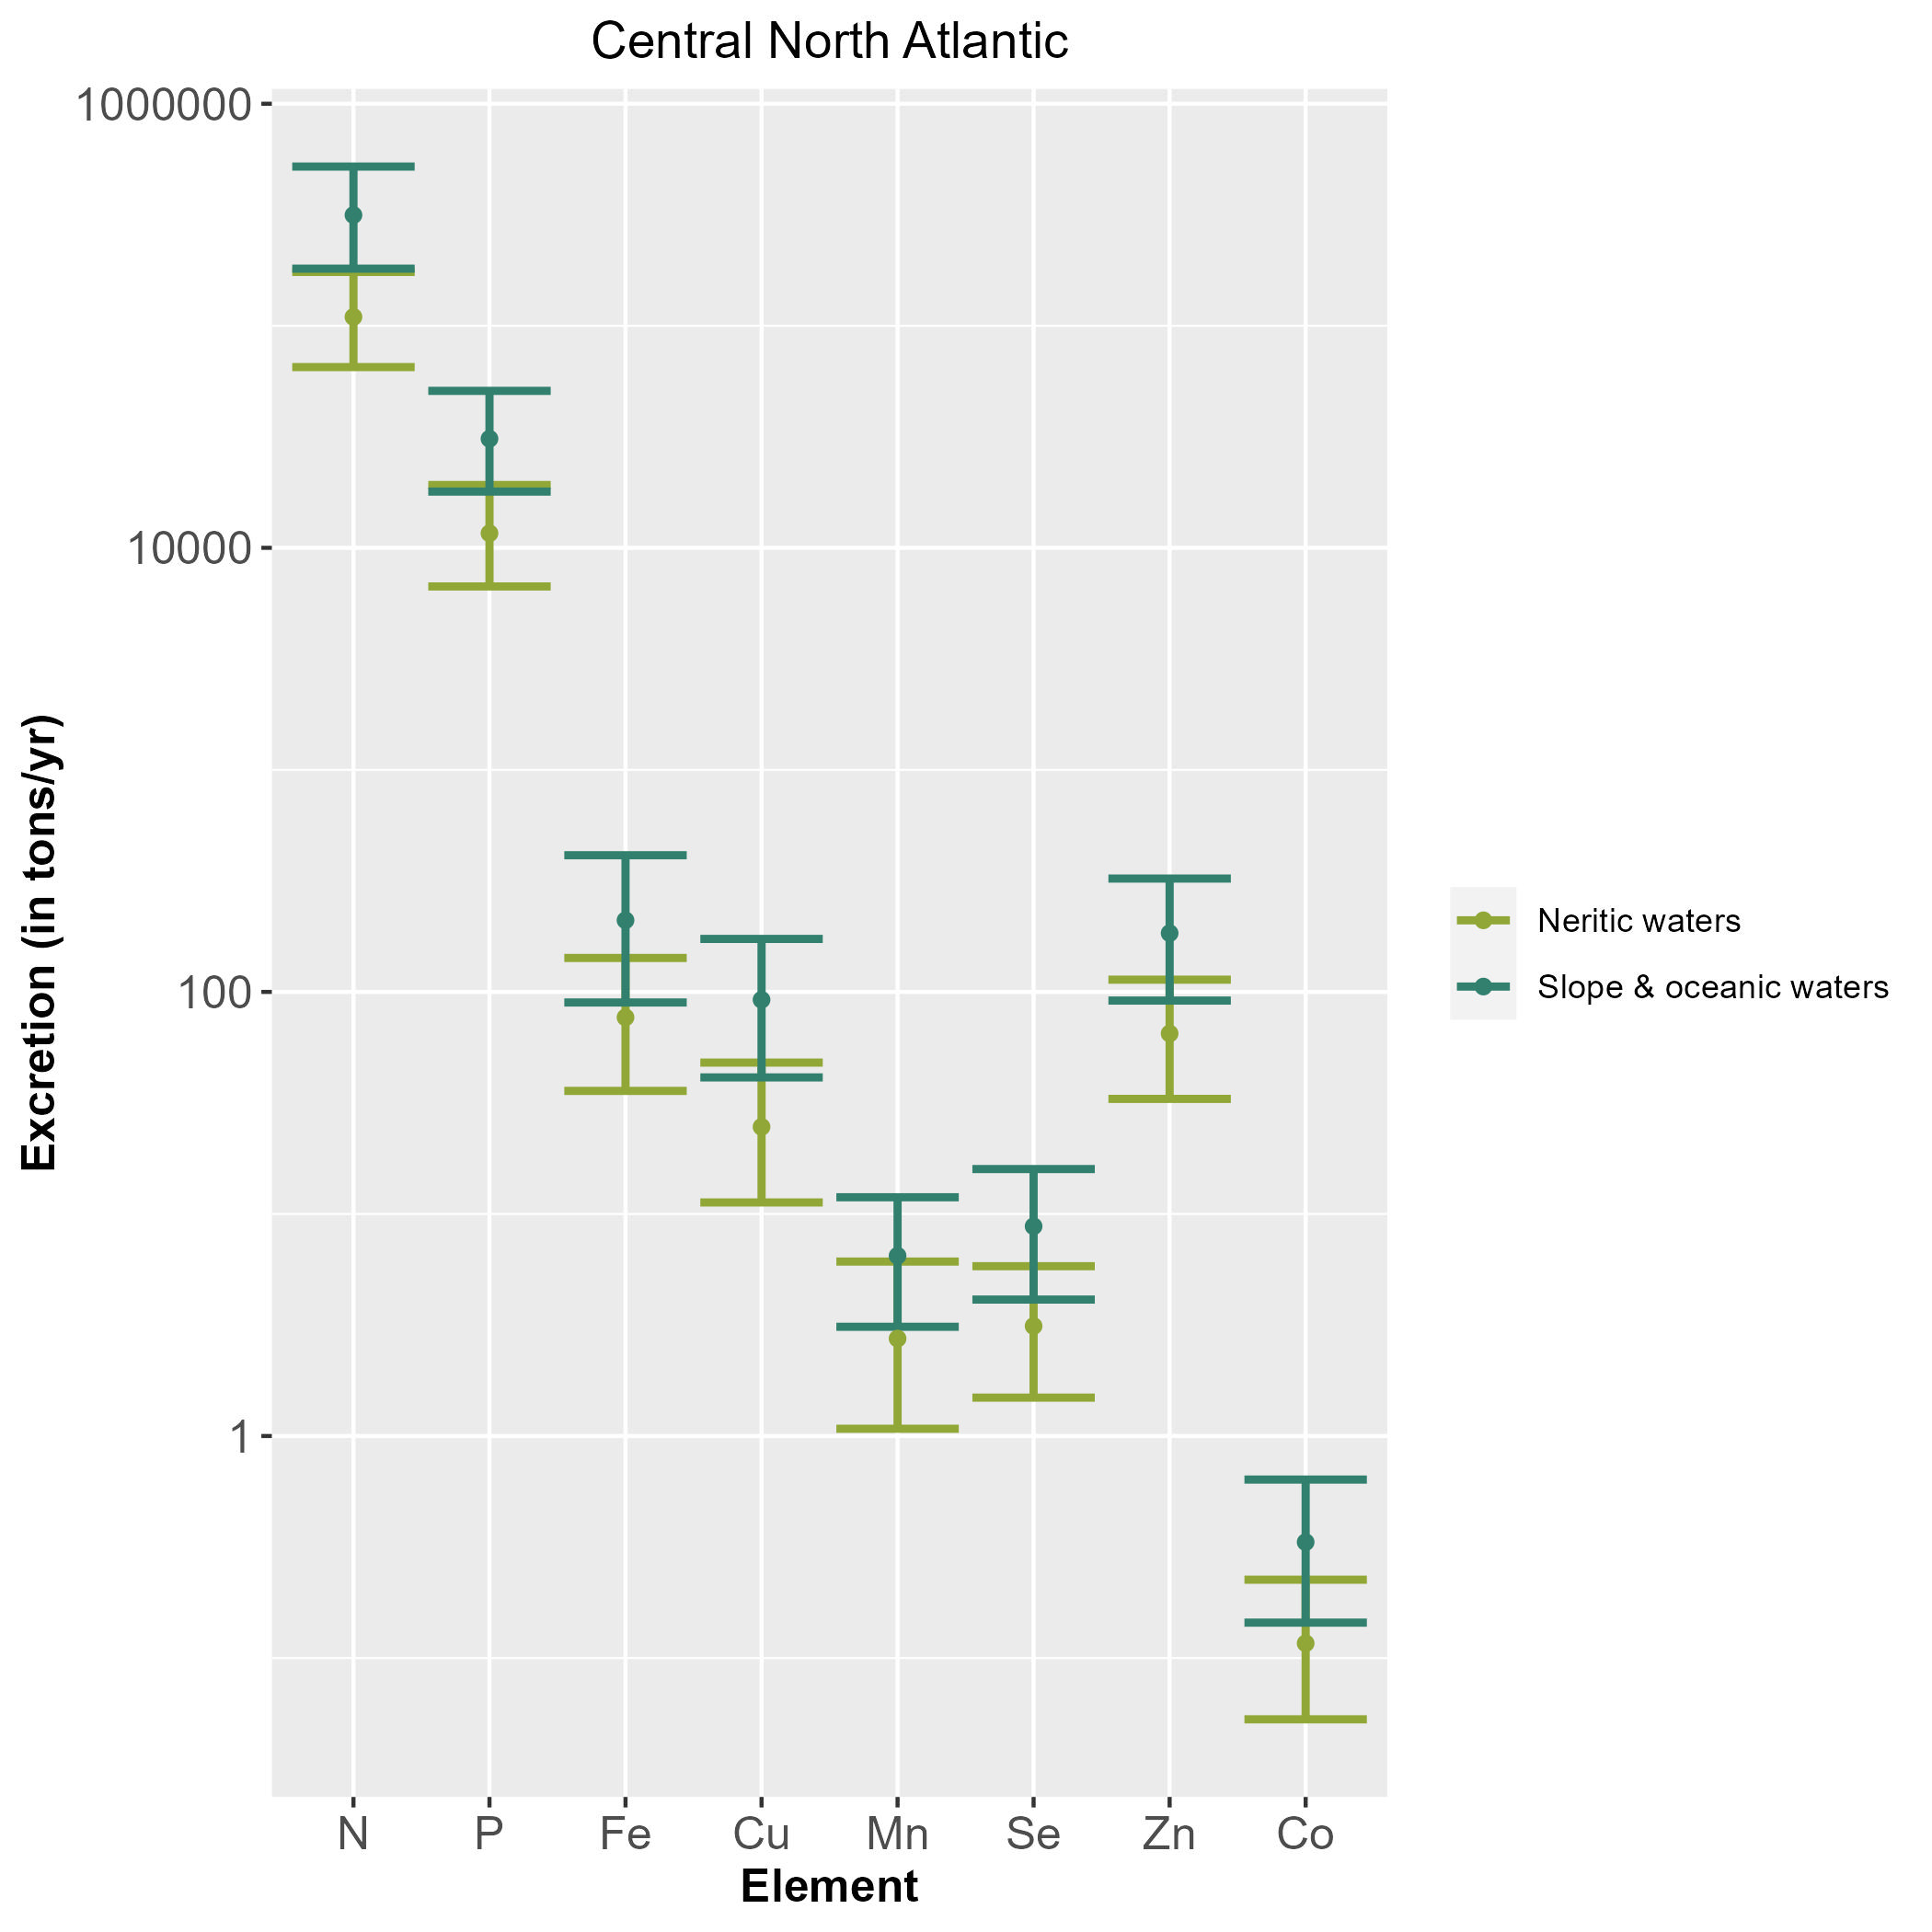 Central North Atlantic
1000000
10000
100
1
Excretion (in tons/yr)
N P Fe Cu Mn Se Zn Co
Element
Neritic waters
Slope & oceanic waters